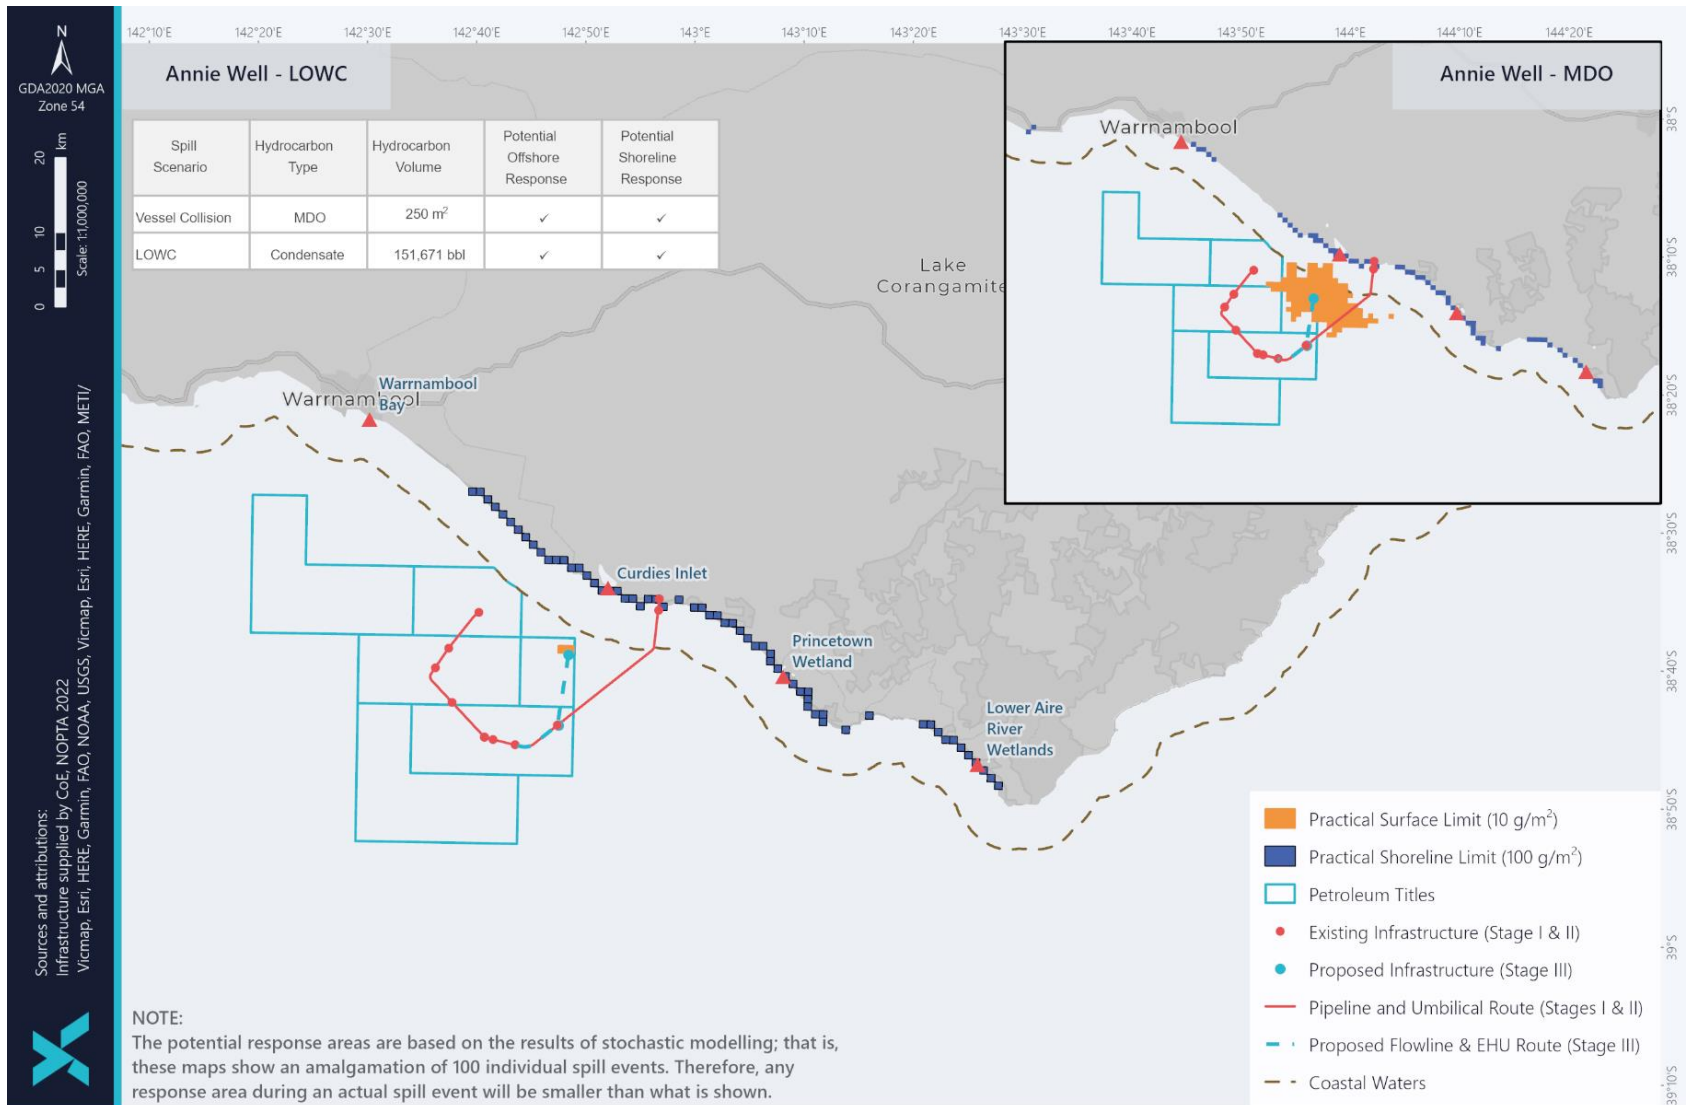 N
GDA2020 MGA
Zone 54
0 5 10 20 km
Scale: 1:1,000,000
Sources and attributions:
Infrastructure supplied by CoE, NOPTA 2022
Vicmap, Esri, HERE, Garmin, FAO, NOAA, USGS, Vicmap, Esri, HERE, Garmin, FAO, METI/
142°10'E 142°20'E 142°30'E 142°40'E 142°50'E 143°E 143°10'E 143°20'E 143°30'E 143°40'E 143°50'E 144°E 144°10'E 144°20'E
Annie Well - LOWC
Spill Scenario | Hydrocarbon Type | Hydrocarbon Volume | Potential Offshore Response | Potential Shoreline Response
Vessel Collision | MDO | 250 m² | ✓ | ✓
LOWC | Condensate | 151,671 bbl | ✓ | ✓
Lake
Corangamite
Warrnambool
Warrnambool
Bay
Curdies Inlet
Princetown
Wetland
Lower Aire
River
Wetlands
Annie Well - MDO
Warrnambool
38°S
38°10'S
38°20'S
38°30'S
38°40'S
38°50'S
39°S
39°10'S
Practical Surface Limit (10 g/m²)
Practical Shoreline Limit (100 g/m²)
Petroleum Titles
Existing Infrastructure (Stage I & II)
Proposed Infrastructure (Stage III)
Pipeline and Umbilical Route (Stages I & II)
Proposed Flowline & EHU Route (Stage III)
Coastal Waters
NOTE:
The potential response areas are based on the results of stochastic modelling; that is,
these maps show an amalgamation of 100 individual spill events. Therefore, any
response area during an actual spill event will be smaller than what is shown.